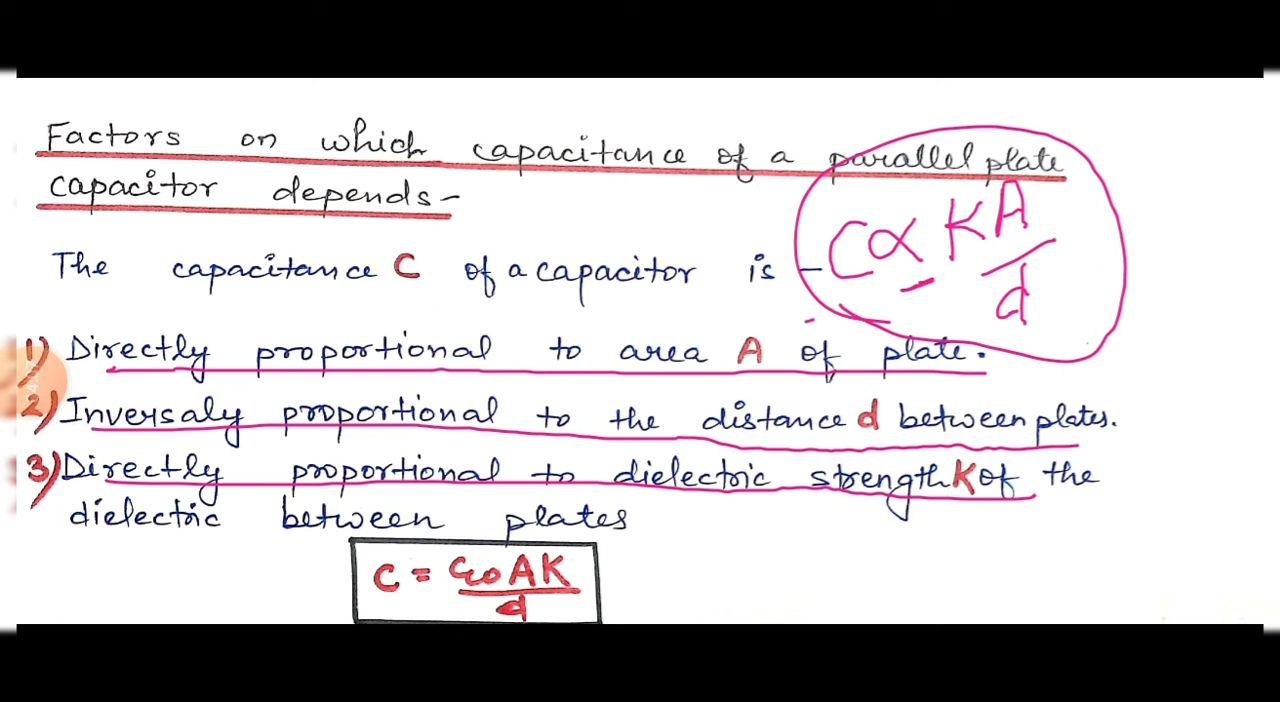 Factors on which capacitance of a parallel plate
capacitor depends-
The capacitance C of a capacitor is -
C α K A/d
1) Directly proportional to area A of plate.
2) Inversaly proportional to the distance d between plates.
3) Directly proportional to dielectric strength K of the
dielectric between plates
C = ε0AK/d